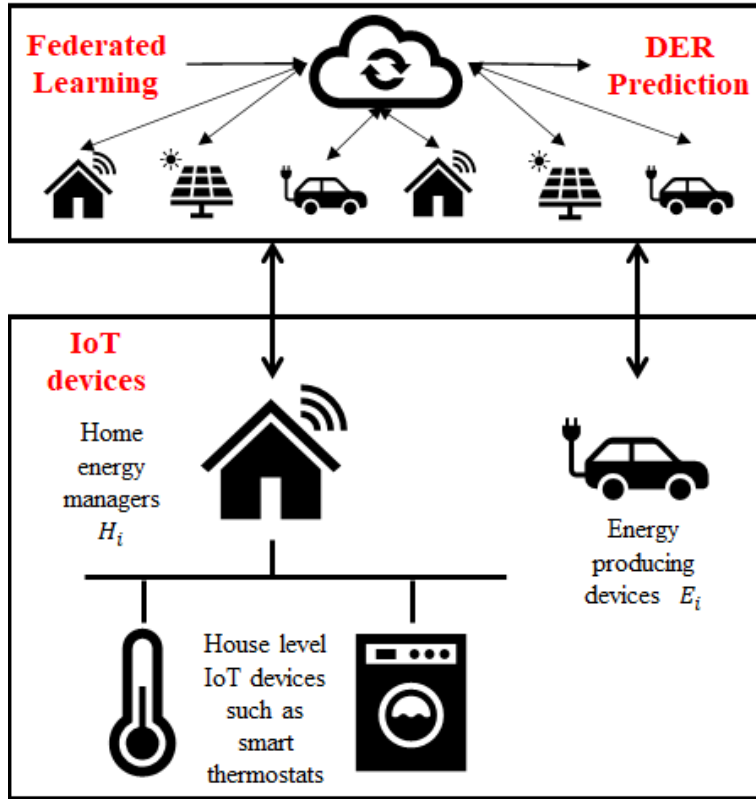 Federated
Learning
DER
Prediction
IoT
devices
Home
energy
managers
H_i
Energy
producing
devices E_i
House level
IoT devices
such as
smart
thermostats